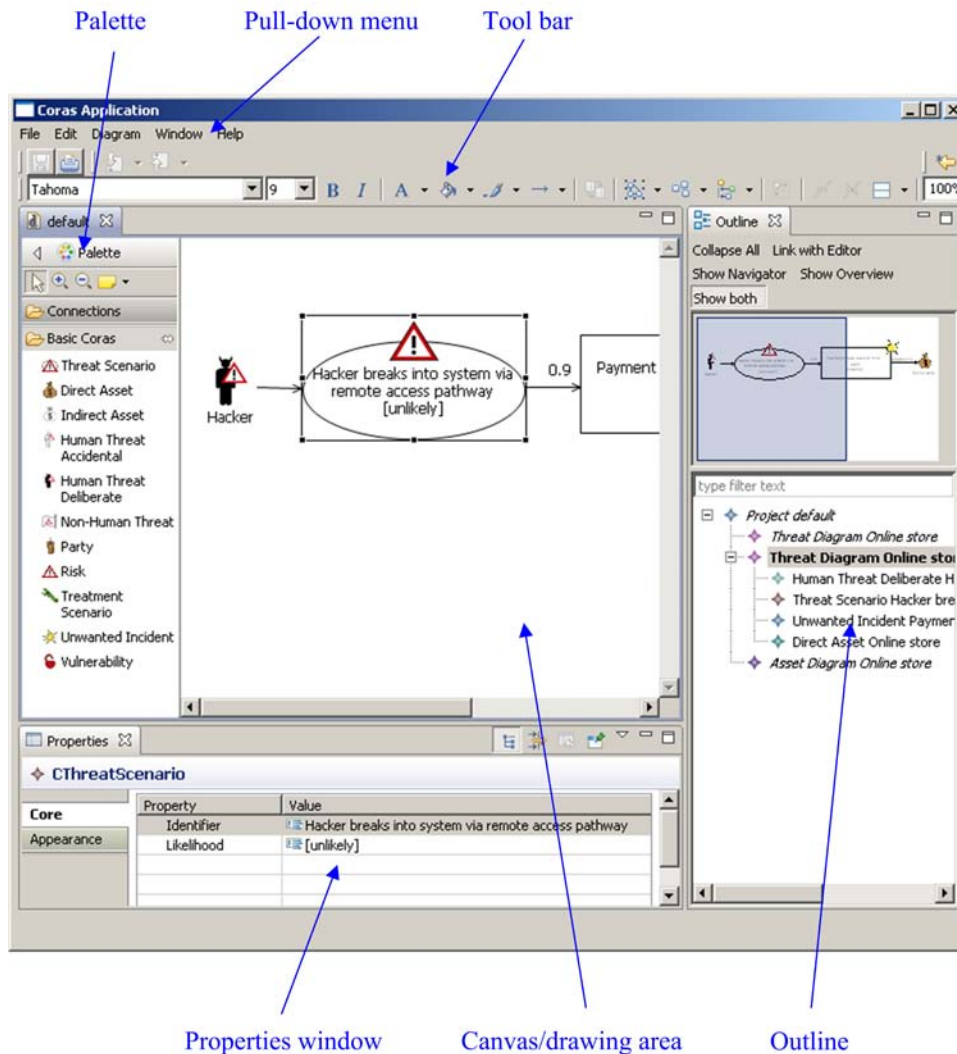 Palette
Pull-down menu
Tool bar
Coras Application
File Edit Diagram Window Help
Tahoma 9 B I A 100%
default
Palette
Connections
Basic Coras
Threat Scenario
Direct Asset
Indirect Asset
Human Threat
Accidental
Human Threat
Deliberate
Non-Human Threat
Party
Risk
Treatment
Scenario
Unwanted Incident
Vulnerability
Hacker
Hacker breaks into system via
remote access pathway
[unlikely]
0.9
Payment
Outline
Collapse All Link with Editor
Show Navigator Show Overview
Show both
type filter text
Project default
Threat Diagram Online store
Threat Diagram Online sto
Human Threat Deliberate H
Threat Scenario Hacker bre
Unwanted Incident Paymer
Direct Asset Online store
Asset Diagram Online store
Properties
CThreatScenario
Core
Appearance
Property Value
Identifier Hacker breaks into system via remote access pathway
Likelihood [unlikely]
Properties window
Canvas/drawing area
Outline